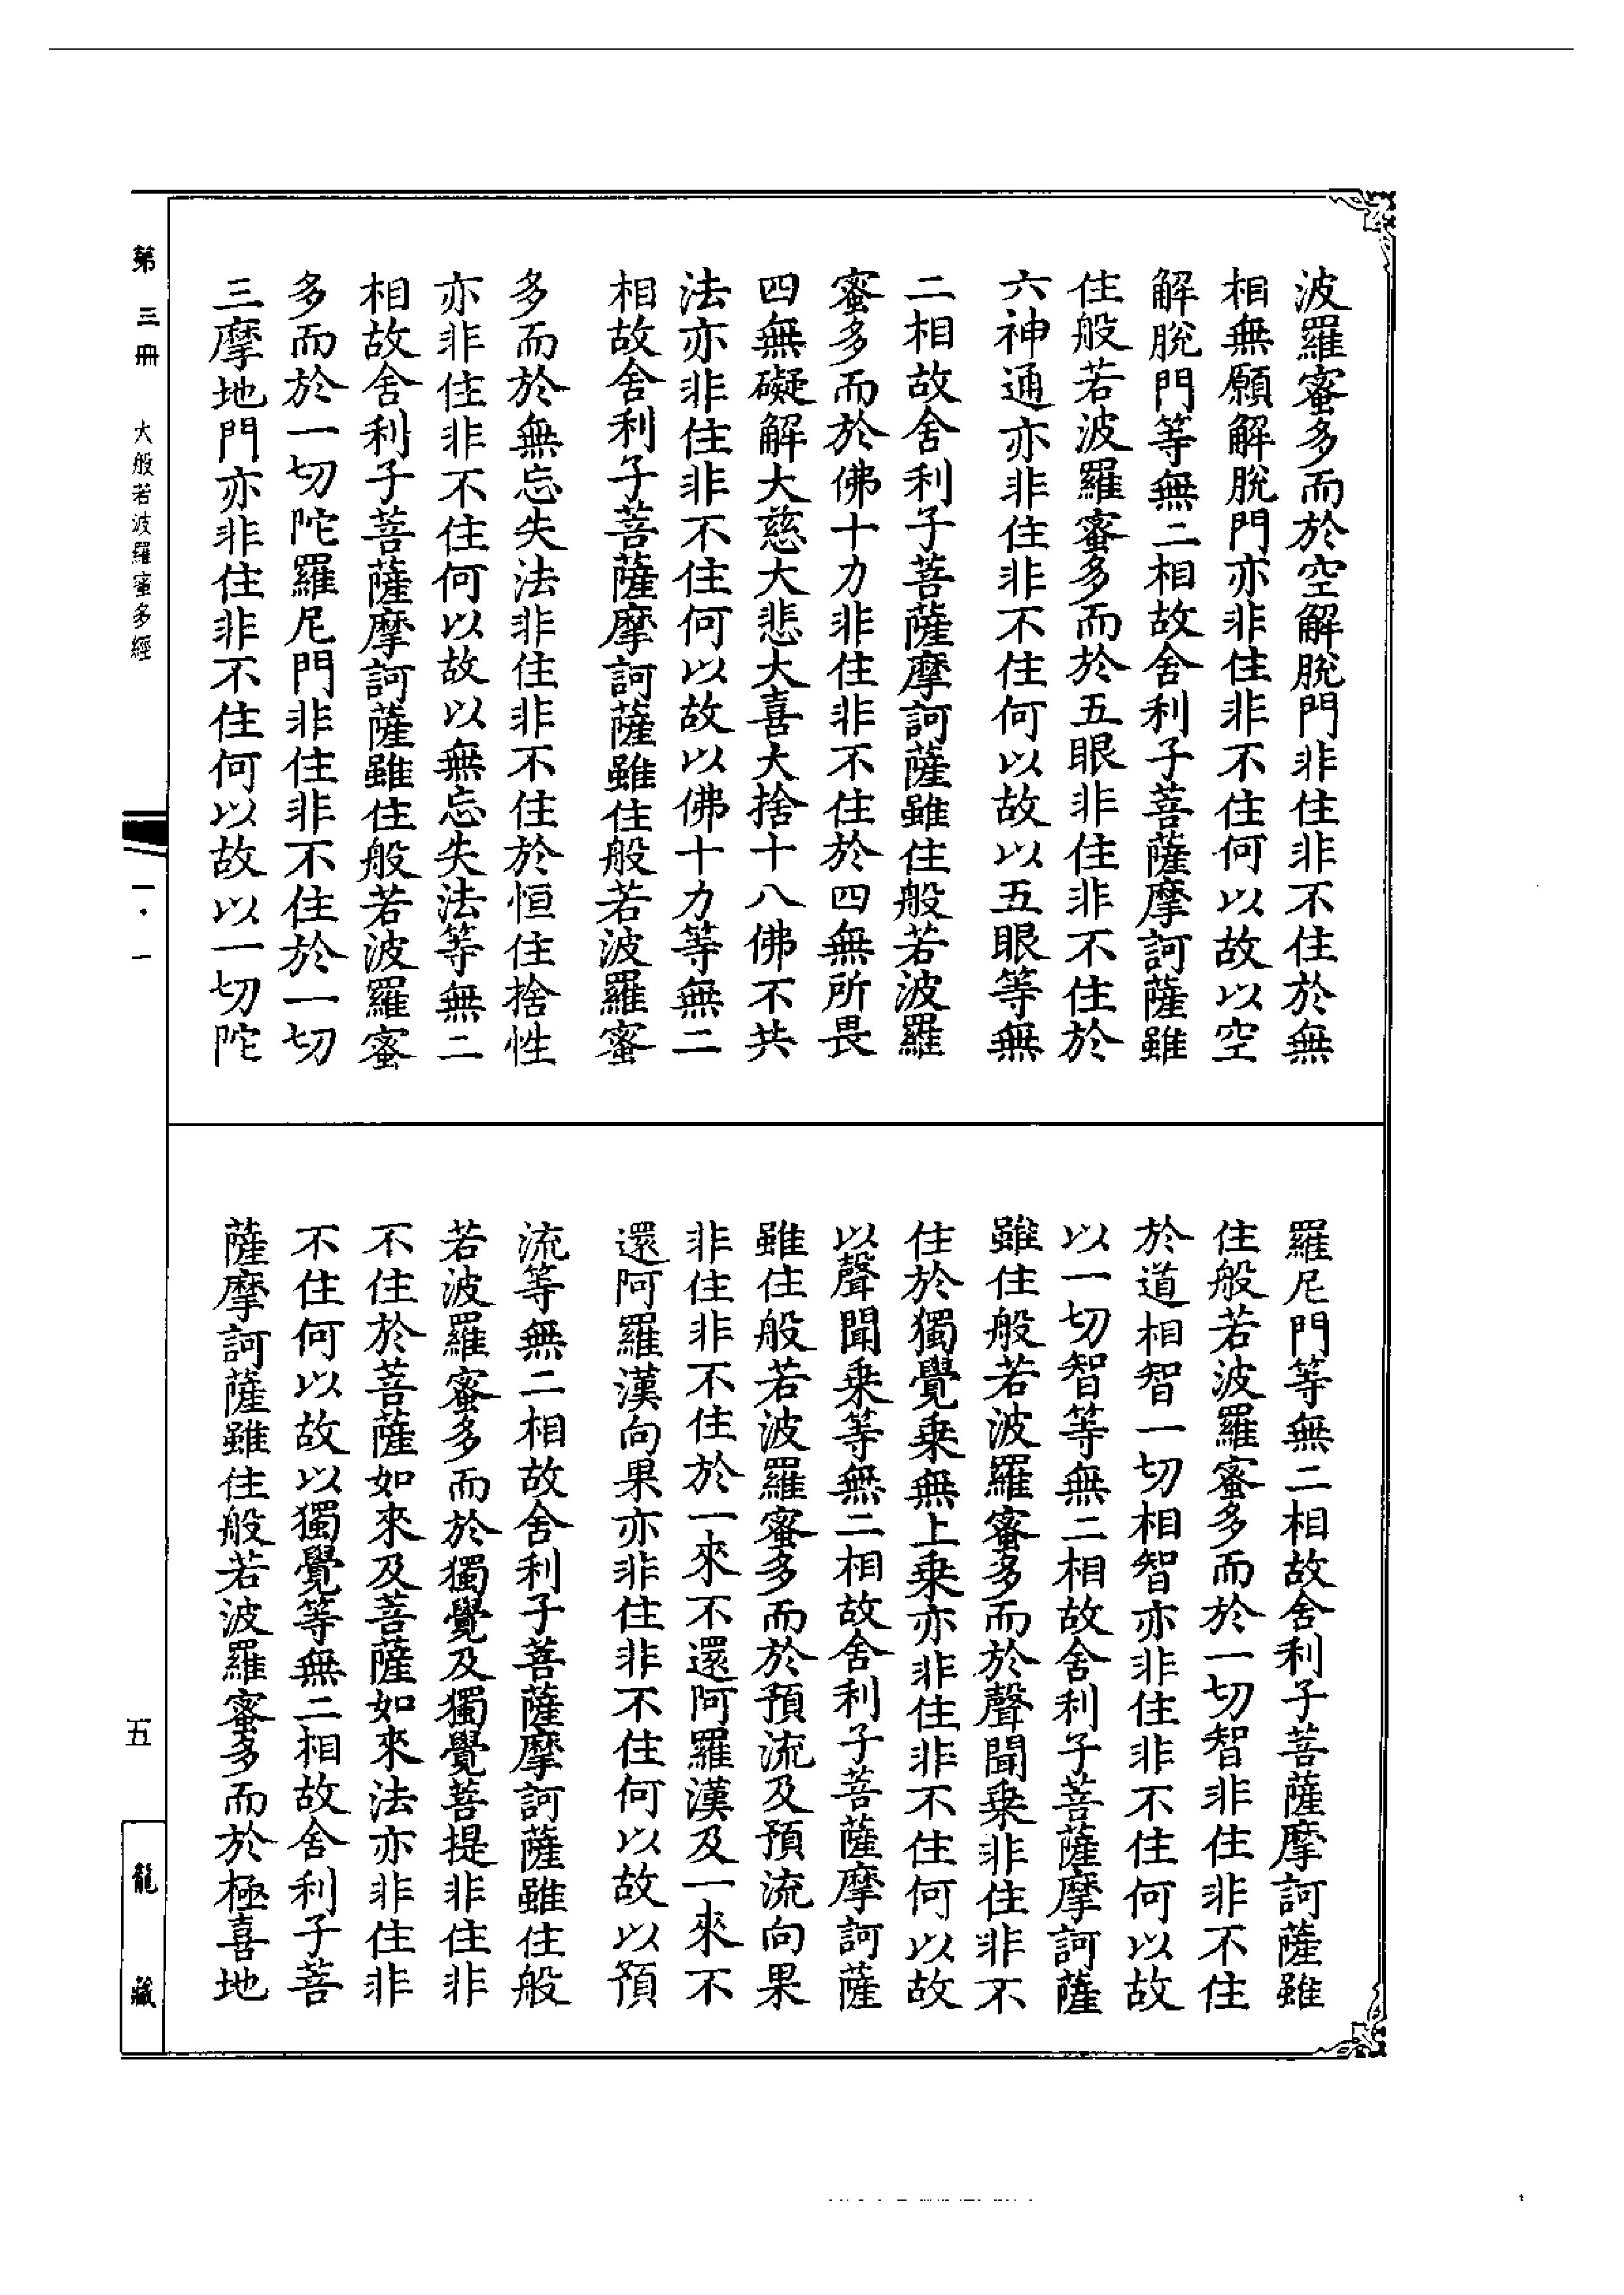 波羅蜜多而於空解脫門非住非不住於無
相無願解脫門亦非住非不住何以故以空
解脫門等無二相故舍利子菩薩摩訶薩雖
住般若波羅蜜多而於五眼非住非不住於
六神通亦非住非不住何以故以五眼等無
二相故舍利子菩薩摩訶薩雖住般若波羅
蜜多而於佛十力非住非不住於四無所畏
四無礙解大慈大悲大喜大捨十八佛不共
法亦非住非不住何以故以佛十力等無二
相故舍利子菩薩摩訶薩雖住般若波羅蜜
多而於無忘失法非住非不住於恒住捨性
亦非住非不住何以故以無忘失法等無二
相故舍利子菩薩摩訶薩雖住般若波羅蜜
多而於一切陀羅尼門非住非不住於一切
三摩地門亦非住非不住何以故以一切陀
羅尼門等無二相故舍利子菩薩摩訶薩雖
住般若波羅蜜多而於一切智非住非不住
於道相智一切相智亦非住非不住何以故
以一切智等無二相故舍利子菩薩摩訶薩
雖住般若波羅蜜多而於聲聞乗非住非不
住於獨覺乗無上乗亦非住非不住何以故
以聲聞乗等無二相故舍利子菩薩摩訶薩
雖住般若波羅蜜多而於預流及預流向果
非住非不住於一來不還阿羅漢及一來不
還阿羅漢向果亦非住非不住何以故以預
流等無二相故舍利子菩薩摩訶薩雖住般
若波羅蜜多而於獨覺及獨覺菩提非住非
不住於菩薩如來及菩薩如來法亦非住非
不住何以故以獨覺等無二相故舍利子菩
薩摩訶薩雖住般若波羅蜜多而於極喜地
第三冊 大般若波羅蜜多經 一·一 五 龍藏